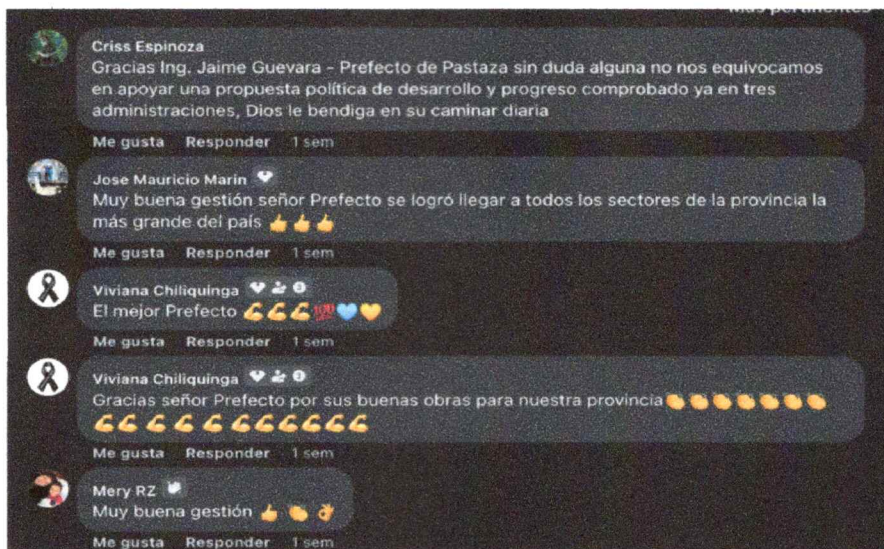 Más pertinentes
Criss Espinoza
Gracias Ing. Jaime Guevara - Prefecto de Pastaza sin duda alguna no nos equivocamos
en apoyar una propuesta política de desarrollo y progreso comprobado ya en tres
administraciones, Dios le bendiga en su caminar diaria
Me gusta Responder 1 sem
Jose Mauricio Marin
Muy buena gestión señor Prefecto se logró llegar a todos los sectores de la provincia la
más grande del país 👍👍👍
Me gusta Responder 1 sem
Viviana Chiliquinga
El mejor Prefecto 💪💪💪💯💙💛
Me gusta Responder 1 sem
Viviana Chiliquinga
Gracias señor Prefecto por sus buenas obras para nuestra provincia👏👏👏👏👏👏👏
💪💪💪💪💪💪💪💪💪💪
Me gusta Responder 1 sem
Mery RZ
Muy buena gestión 👍👏👌
Me gusta Responder 1 sem